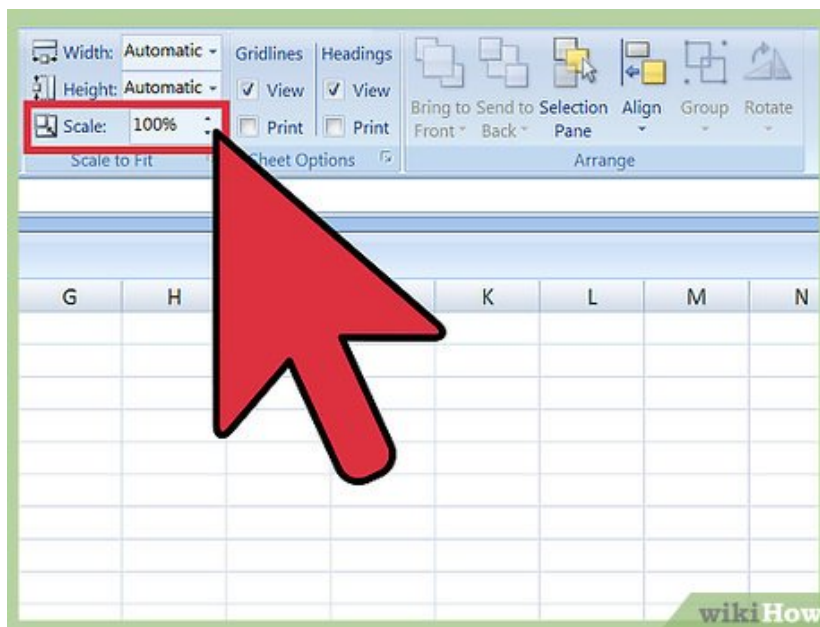 Width: Automatic Gridlines Headings
Height: Automatic View View
Scale: 100% Print Print
Bring to Front Send to Back Selection Pane Align Group Rotate
Scale to Fit Sheet Options Arrange
G H K L M N
wikiHow